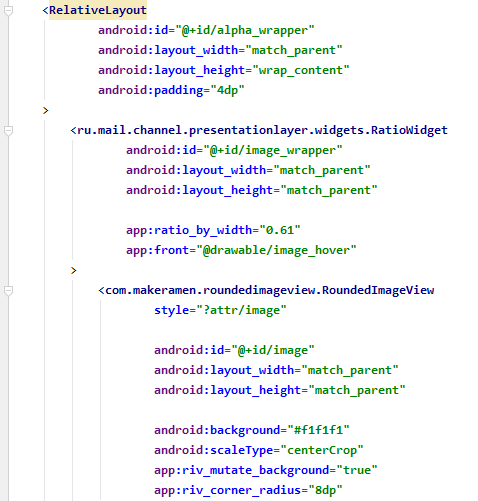 <RelativeLayout
android:id="@+id/alpha_wrapper"
android:layout_width="match_parent"
android:layout_height="wrap_content"
android:padding="4dp"
>
<ru.mail.channel.presentationlayer.widgets.RatioWidget
android:id="@+id/image_wrapper"
android:layout_width="match_parent"
android:layout_height="match_parent"
app:ratio_by_width="0.61"
app:front="@drawable/image_hover"
>
<com.makeramen.roundedimageview.RoundedImageView
style="?attr/image"
android:id="@+id/image"
android:layout_width="match_parent"
android:layout_height="match_parent"
android:background="#f1f1f1"
android:scaleType="centerCrop"
app:riv_mutate_background="true"
app:riv_corner_radius="8dp"